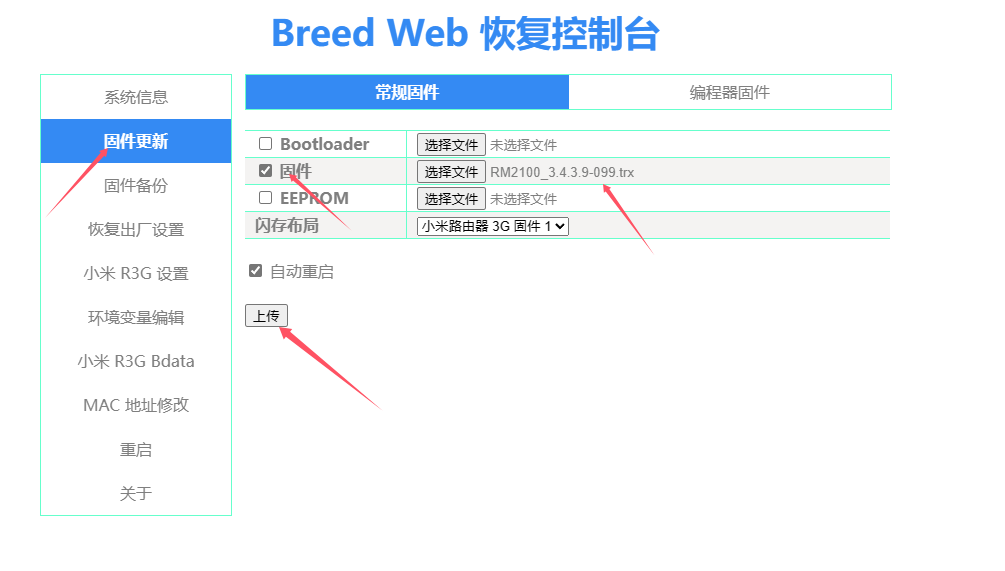 Breed Web 恢复控制台
系统信息
固件更新
固件备份
恢复出厂设置
小米 R3G 设置
环境变量编辑
小米 R3G Bdata
MAC 地址修改
重启
关于
常规固件 编程器固件
Bootloader 选择文件 未选择文件
固件 选择文件 RM2100_3.4.3.9-099.trx
EEPROM 选择文件 未选择文件
闪存布局 小米路由器 3G 固件 1
自动重启
上传